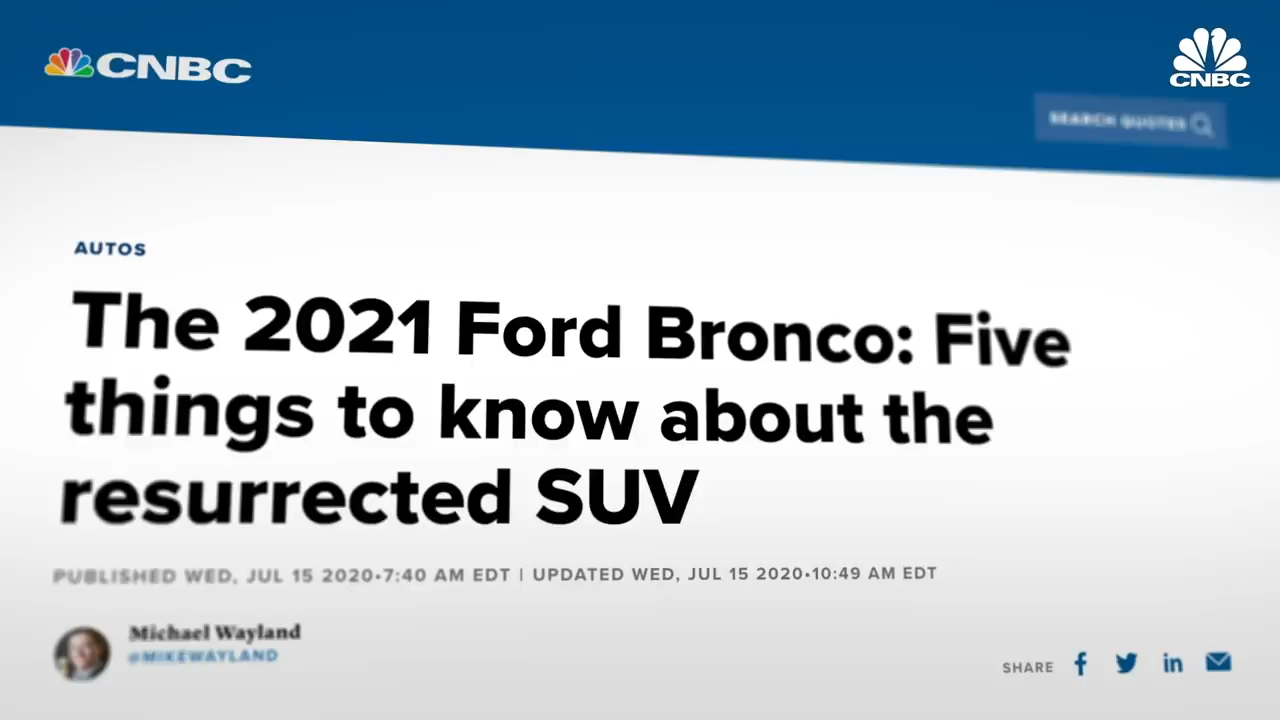 CNBC
CNBC
SEARCH QUOTES
AUTOS
The 2021 Ford Bronco: Five
things to know about the
resurrected SUV
PUBLISHED WED, JUL 15 2020•7:40 AM EDT | UPDATED WED, JUL 15 2020•10:49 AM EDT
Michael Wayland
@MIKEWAYLAND
SHARE f in